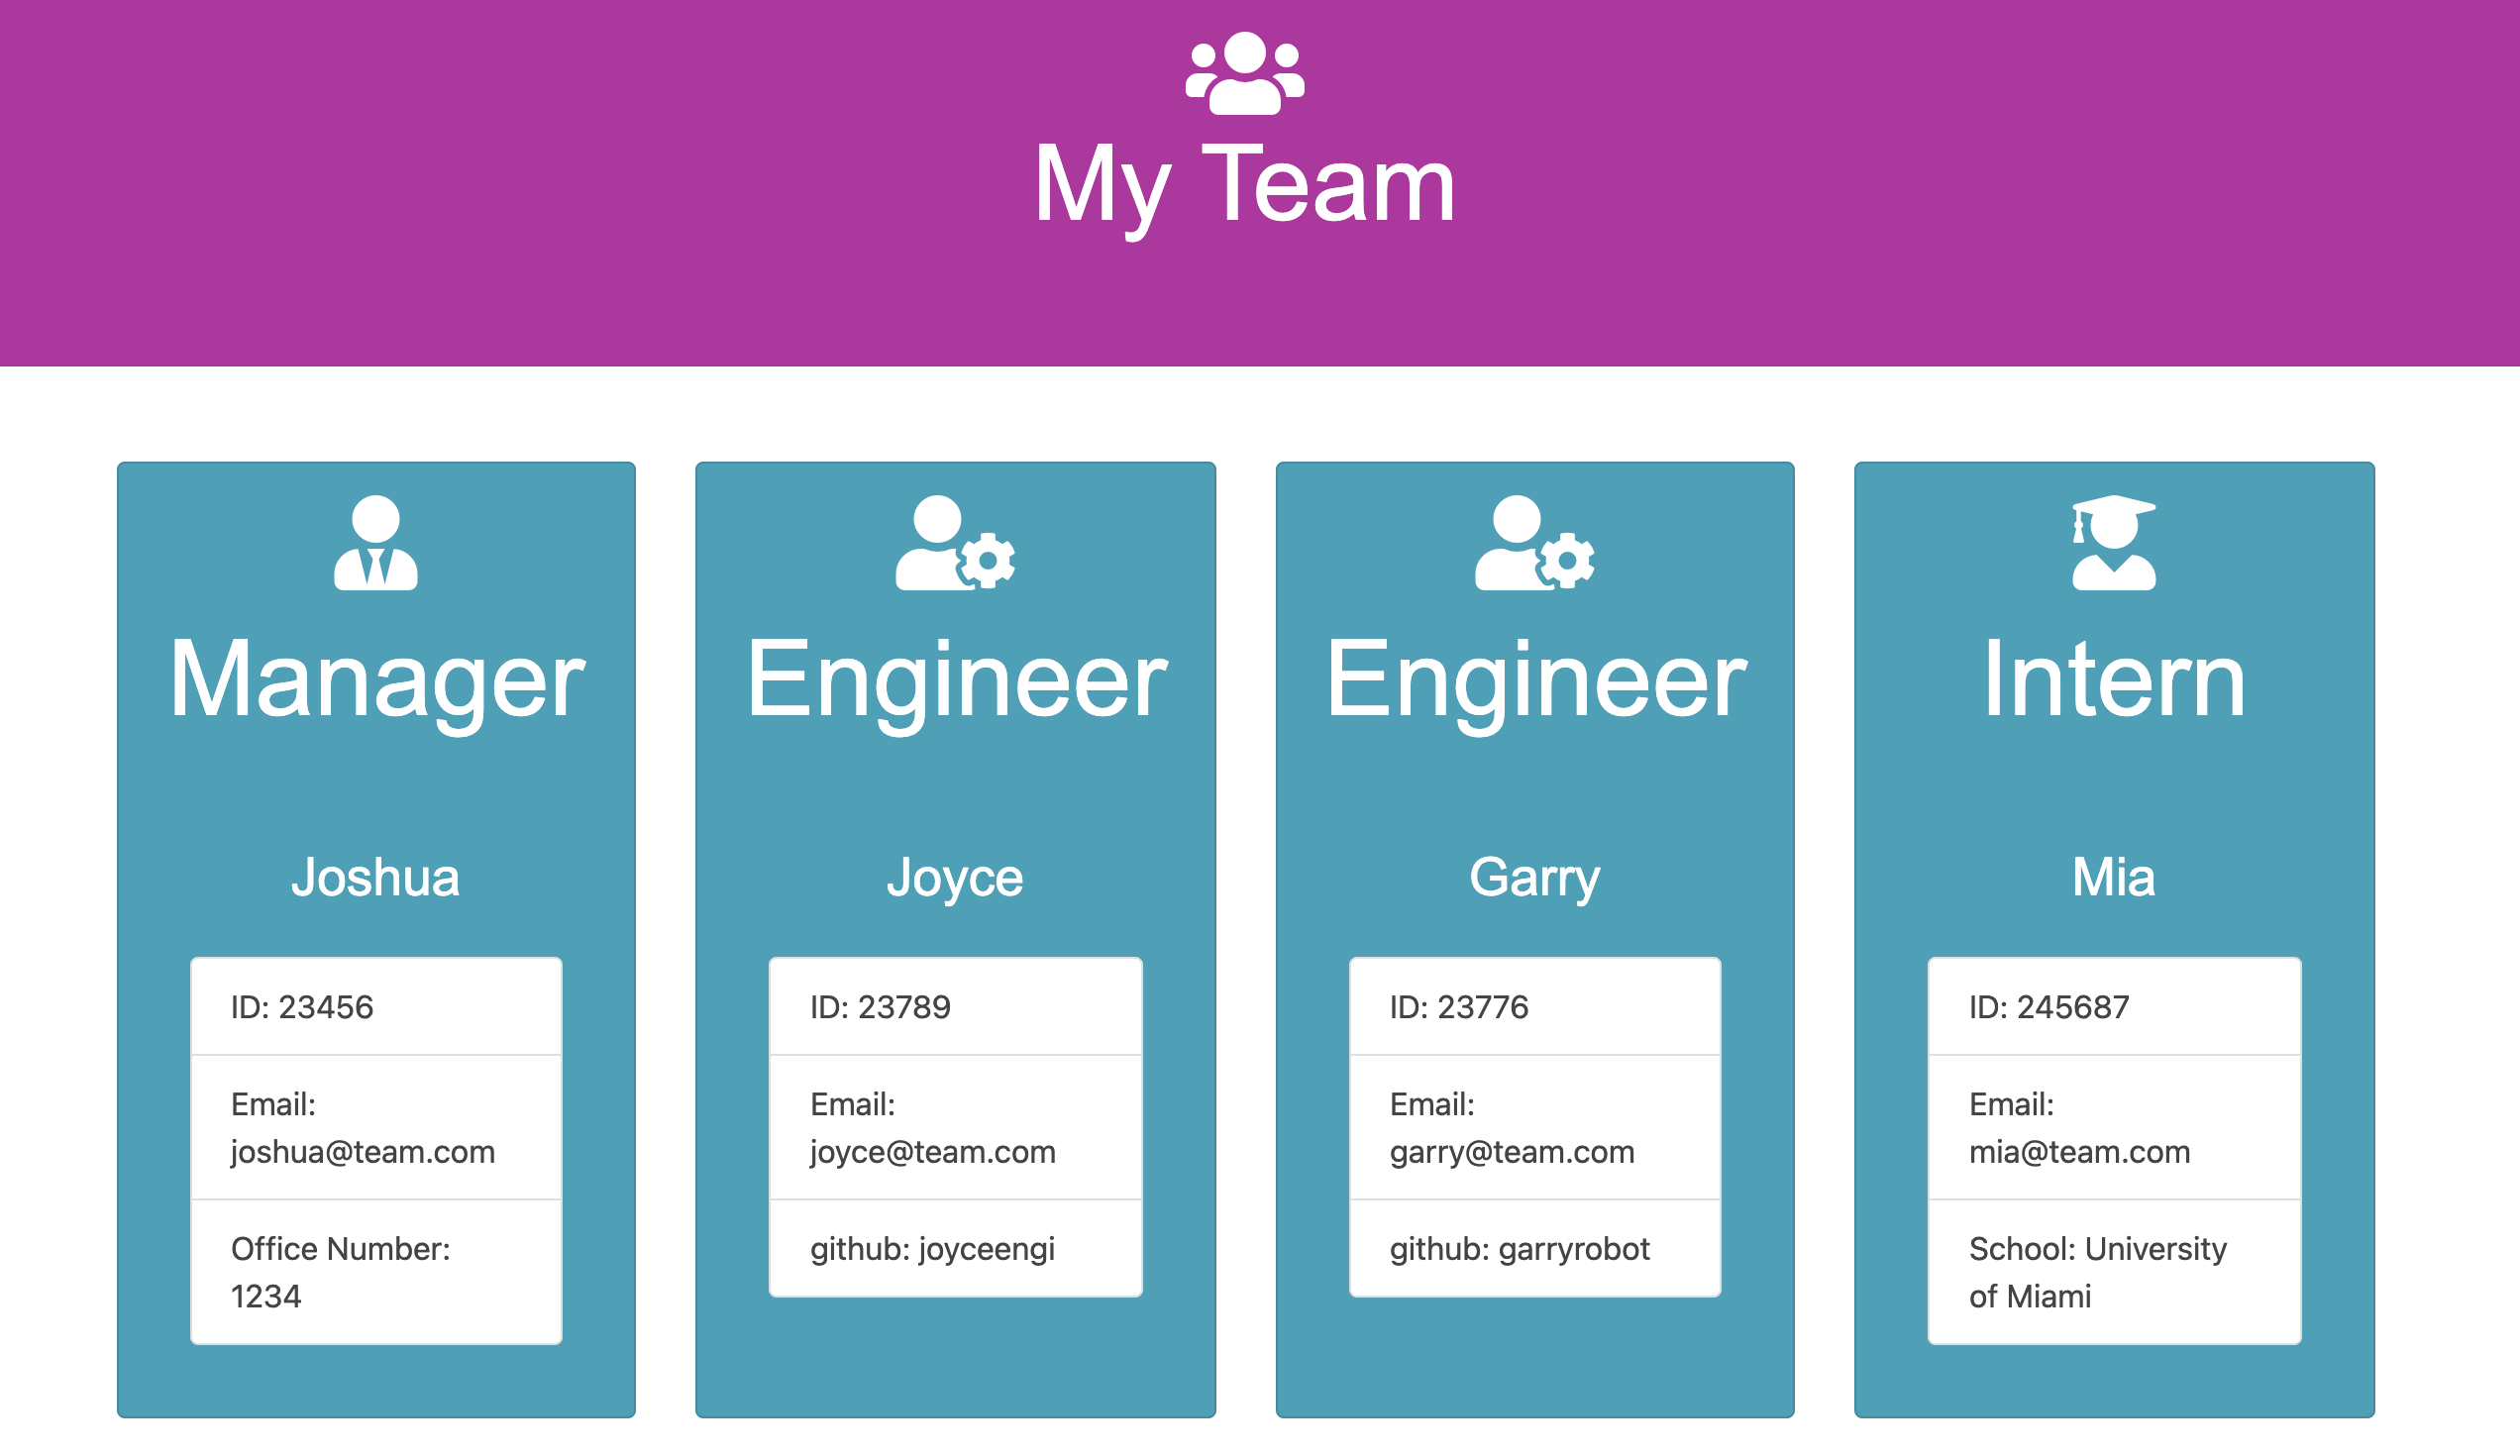 My Team
Manager
Joshua
ID: 23456
Email:
joshua@team.com
Office Number:
1234
Engineer
Joyce
ID: 23789
Email:
joyce@team.com
github: joyceengi
Engineer
Garry
ID: 23776
Email:
garry@team.com
github: garryrobot
Intern
Mia
ID: 245687
Email:
mia@team.com
School: University
of Miami